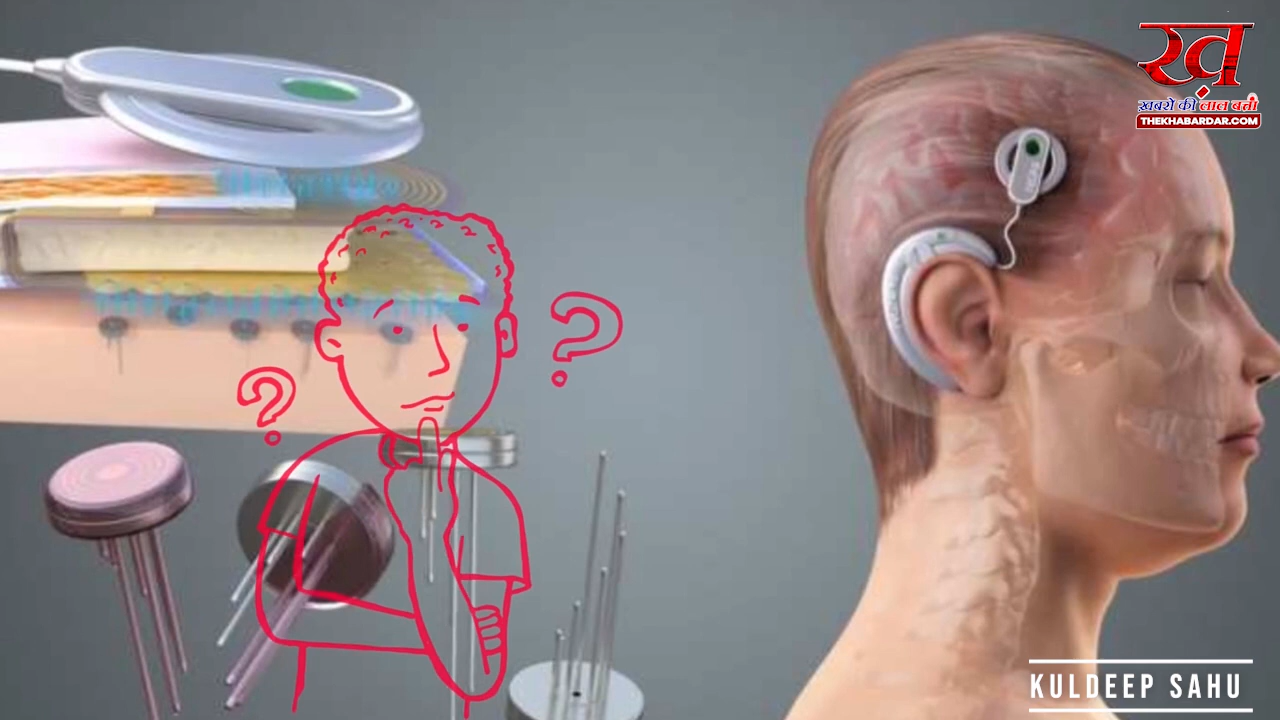 ख़
ख़बरों की लाल बत्ती
THEKHABARDAR.COM
?
?
KULDEEP SAHU